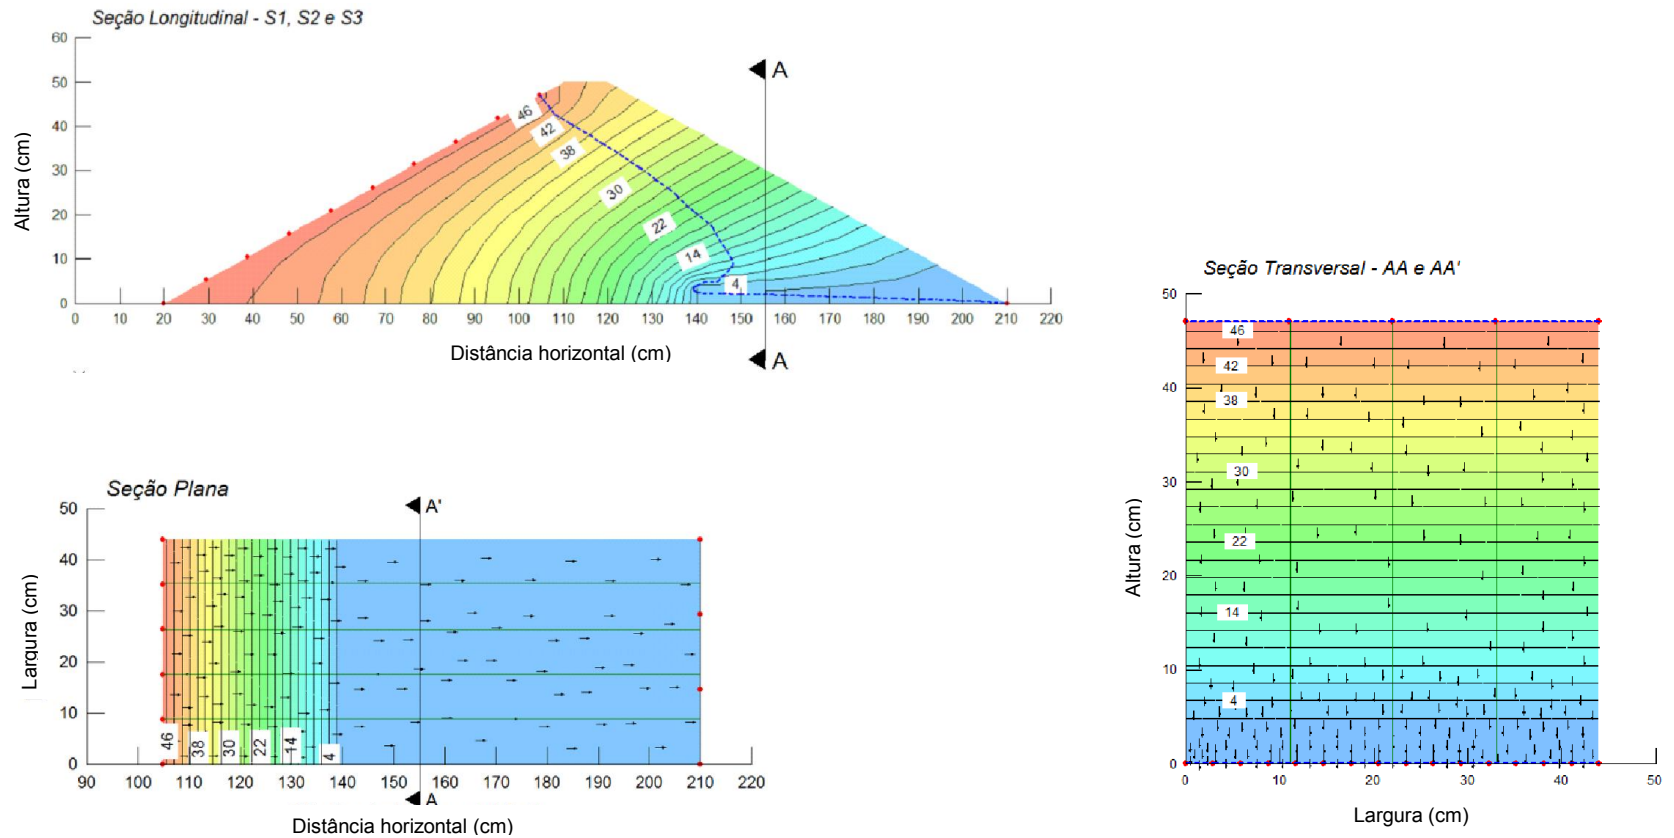 Seção Longitudinal - S1, S2 e S3
60
50
40
30
20
10
0
Altura (cm)
A
46
42
38
30
22
14
4
0 10 20 30 40 50 60 70 80 90 100 110 120 130 140 150 160 170 180 190 200 210 220
Distância horizontal (cm)
A
Seção Plana
50
40
30
20
10
0
Largura (cm)
A'
46 38 30 22 14 4
90 100 110 120 130 140 150 160 170 180 190 200 210 220
A
Distância horizontal (cm)
Seção Transversal - AA e AA'
50
40
30
20
10
0
Altura (cm)
46
42
38
30
22
14
4
0 10 20 30 40 50
Largura (cm)